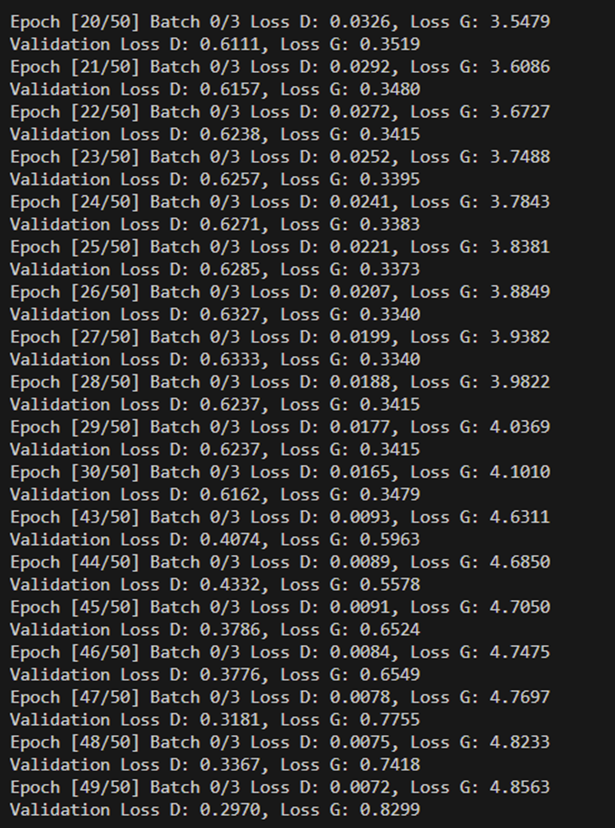 Epoch [20/50] Batch 0/3 Loss D: 0.0326, Loss G: 3.5479
Validation Loss D: 0.6111, Loss G: 0.3519
Epoch [21/50] Batch 0/3 Loss D: 0.0292, Loss G: 3.6086
Validation Loss D: 0.6157, Loss G: 0.3480
Epoch [22/50] Batch 0/3 Loss D: 0.0272, Loss G: 3.6727
Validation Loss D: 0.6238, Loss G: 0.3415
Epoch [23/50] Batch 0/3 Loss D: 0.0252, Loss G: 3.7488
Validation Loss D: 0.6257, Loss G: 0.3395
Epoch [24/50] Batch 0/3 Loss D: 0.0241, Loss G: 3.7843
Validation Loss D: 0.6271, Loss G: 0.3383
Epoch [25/50] Batch 0/3 Loss D: 0.0221, Loss G: 3.8381
Validation Loss D: 0.6285, Loss G: 0.3373
Epoch [26/50] Batch 0/3 Loss D: 0.0207, Loss G: 3.8849
Validation Loss D: 0.6327, Loss G: 0.3340
Epoch [27/50] Batch 0/3 Loss D: 0.0199, Loss G: 3.9382
Validation Loss D: 0.6333, Loss G: 0.3340
Epoch [28/50] Batch 0/3 Loss D: 0.0188, Loss G: 3.9822
Validation Loss D: 0.6237, Loss G: 0.3415
Epoch [29/50] Batch 0/3 Loss D: 0.0177, Loss G: 4.0369
Validation Loss D: 0.6237, Loss G: 0.3415
Epoch [30/50] Batch 0/3 Loss D: 0.0165, Loss G: 4.1010
Validation Loss D: 0.6162, Loss G: 0.3479
Epoch [43/50] Batch 0/3 Loss D: 0.0093, Loss G: 4.6311
Validation Loss D: 0.4074, Loss G: 0.5963
Epoch [44/50] Batch 0/3 Loss D: 0.0089, Loss G: 4.6850
Validation Loss D: 0.4332, Loss G: 0.5578
Epoch [45/50] Batch 0/3 Loss D: 0.0091, Loss G: 4.7050
Validation Loss D: 0.3786, Loss G: 0.6524
Epoch [46/50] Batch 0/3 Loss D: 0.0084, Loss G: 4.7475
Validation Loss D: 0.3776, Loss G: 0.6549
Epoch [47/50] Batch 0/3 Loss D: 0.0078, Loss G: 4.7697
Validation Loss D: 0.3181, Loss G: 0.7755
Epoch [48/50] Batch 0/3 Loss D: 0.0075, Loss G: 4.8233
Validation Loss D: 0.3367, Loss G: 0.7418
Epoch [49/50] Batch 0/3 Loss D: 0.0072, Loss G: 4.8563
Validation Loss D: 0.2970, Loss G: 0.8299